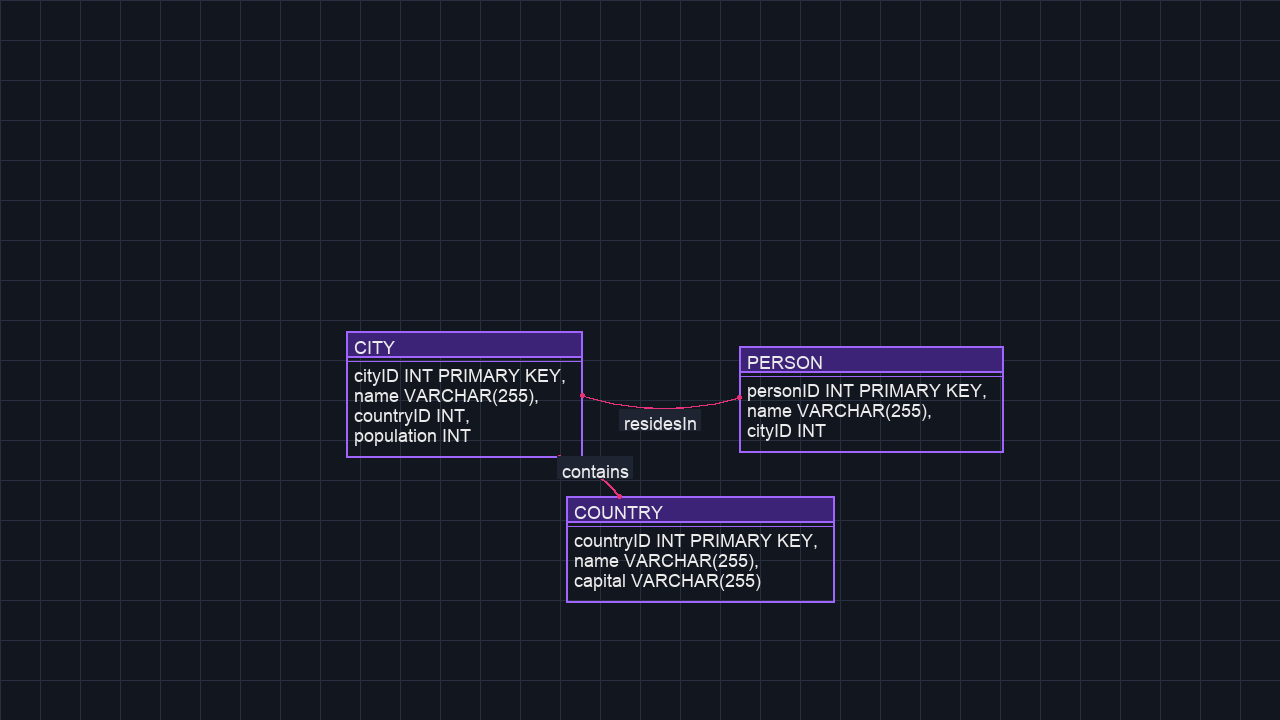 CITY
cityID INT PRIMARY KEY,
name VARCHAR(255),
countryID INT,
population INT
PERSON
personID INT PRIMARY KEY,
name VARCHAR(255),
cityID INT
residesIn
contains
COUNTRY
countryID INT PRIMARY KEY,
name VARCHAR(255),
capital VARCHAR(255)